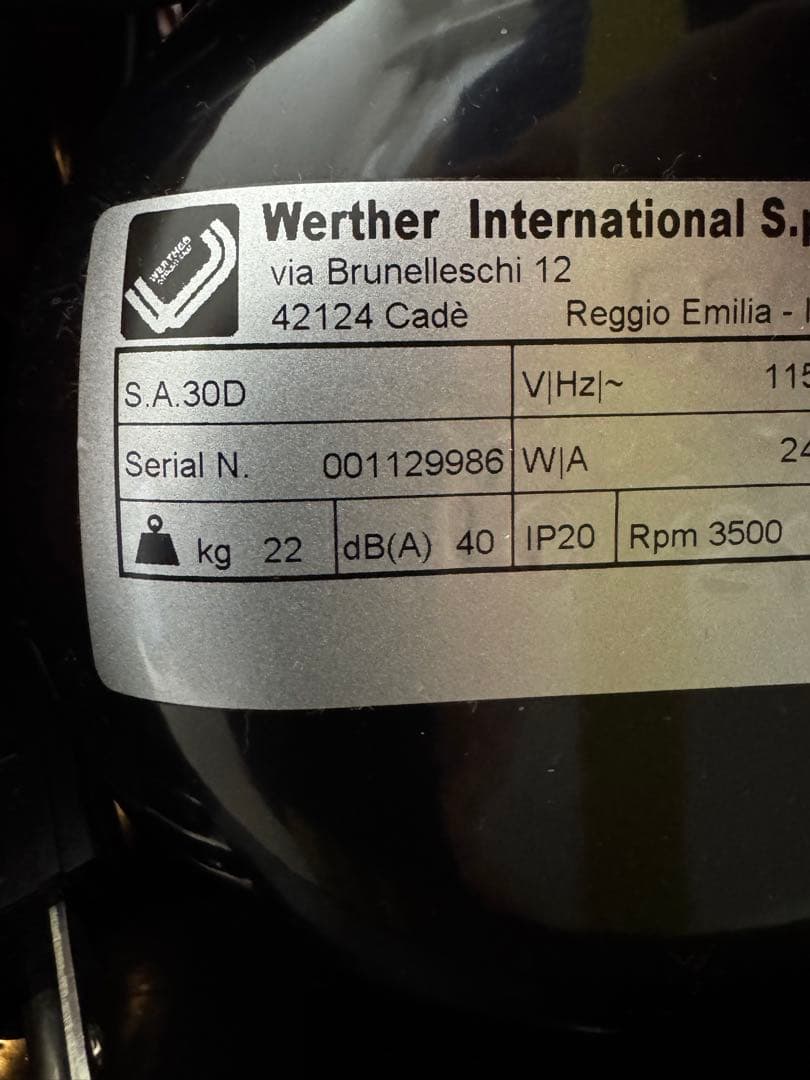 Werther International S.p
via Brunelleschi 12
42124 Cadè Reggio Emilia -
S.A.30D V|Hz|~ 115
Serial N. 001129986 W|A 24
kg 22 dB(A) 40 IP20 Rpm 3500